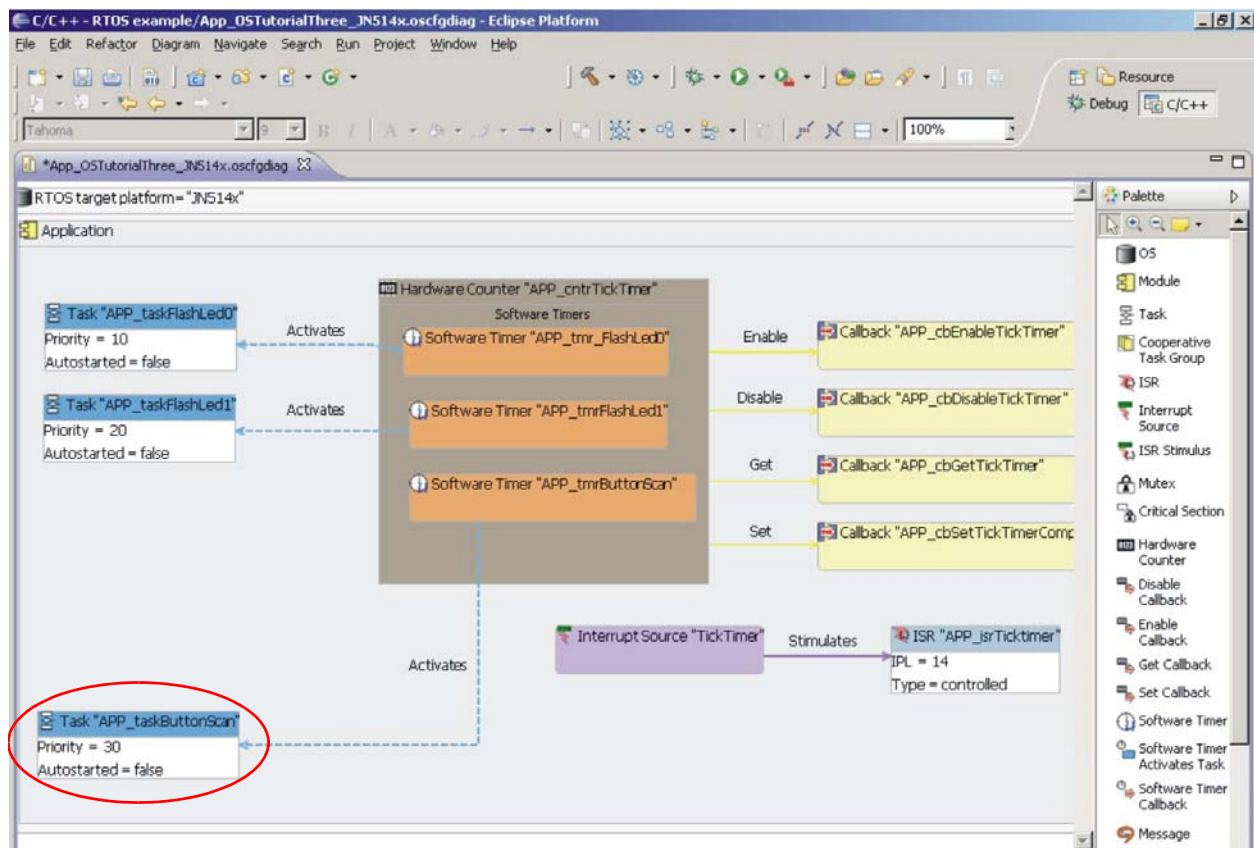 C/C++ - RTOS example/App_OSTutorialThree_JN514x.oscfgdiag - Eclipse Platform
File Edit Refactor Diagram Navigate Search Run Project Window Help
Resource
Debug C/C++
Tahoma 9 B I A 100%
*App_OSTutorialThree_JN514x.oscfgdiag
RTOS target platform= "JN514x"
Application
Hardware Counter "APP_cntrTickTimer"
Software Timers
Task "APP_taskFlashLed0"
Priority = 10
Autostarted = false
Activates
Software Timer "APP_tmr_FlashLed0"
Enable
Callback "APP_cbEnableTickTimer"
Task "APP_taskFlashLed1"
Priority = 20
Autostarted = false
Activates
Software Timer "APP_tmrFlashLed1"
Disable
Callback "APP_cbDisableTickTimer"
Software Timer "APP_tmrButtonScan"
Get
Callback "APP_cbGetTickTimer"
Set
Callback "APP_cbSetTickTimerComp
Interrupt Source "TickTimer"
Stimulates
ISR "APP_isrTicktimer"
IPL = 14
Type = controlled
Activates
Task "APP_taskButtonScan"
Priority = 30
Autostarted = false
Palette
OS
Module
Task
Cooperative
Task Group
ISR
Interrupt
Source
ISR Stimulus
Mutex
Critical Section
Hardware
Counter
Disable
Callback
Enable
Callback
Get Callback
Set Callback
Software Timer
Software Timer
Activates Task
Software Timer
Callback
Message